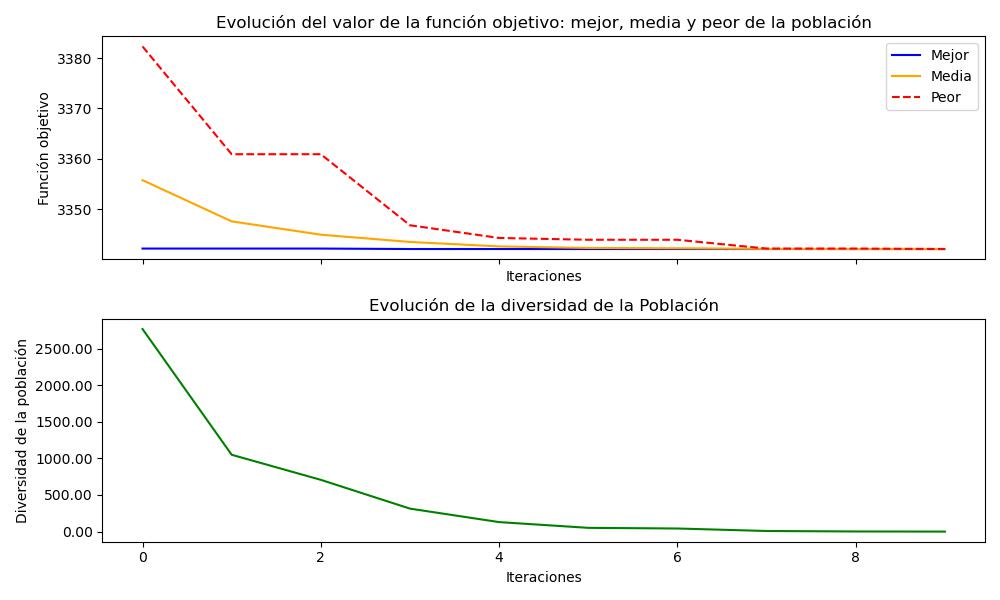 Evolución del valor de la función objetivo: mejor, media y peor de la población
Función objetivo
3380
3370
3360
3350
Mejor
Media
Peor
Iteraciones
Evolución de la diversidad de la Población
Diversidad de la población
2500.00
2000.00
1500.00
1000.00
500.00
0.00
0 2 4 6 8
Iteraciones